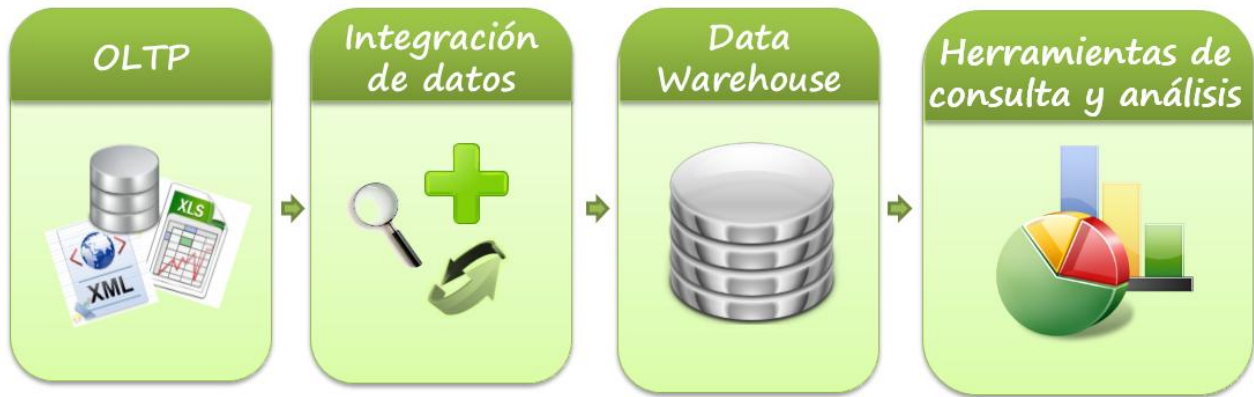 OLTP
Integración
de datos
Data
Warehouse
Herramientas de
consulta y análisis
XLS
XML